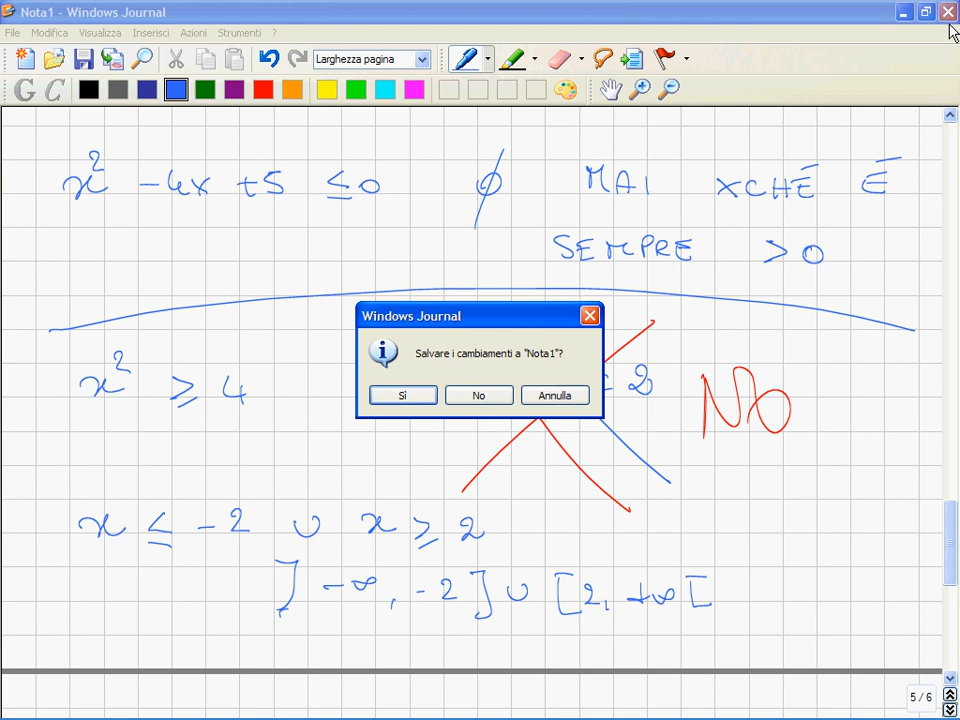 Nota1 - Windows Journal
File Modifica Visualizza Inserisci Azioni Strumenti ?
Larghezza pagina
G C
x² -4x +5 ≤0 ∅ MAI XCHÉ É
SEMPRE >0
Windows Journal
Salvare i cambiamenti a "Nota1"?
Sì No Annulla
x² ≥ 4 2 NO
x ≤ -2 ∪ x ≥ 2
] -∞, -2 ] ∪ [2, +∞ [
5 / 6